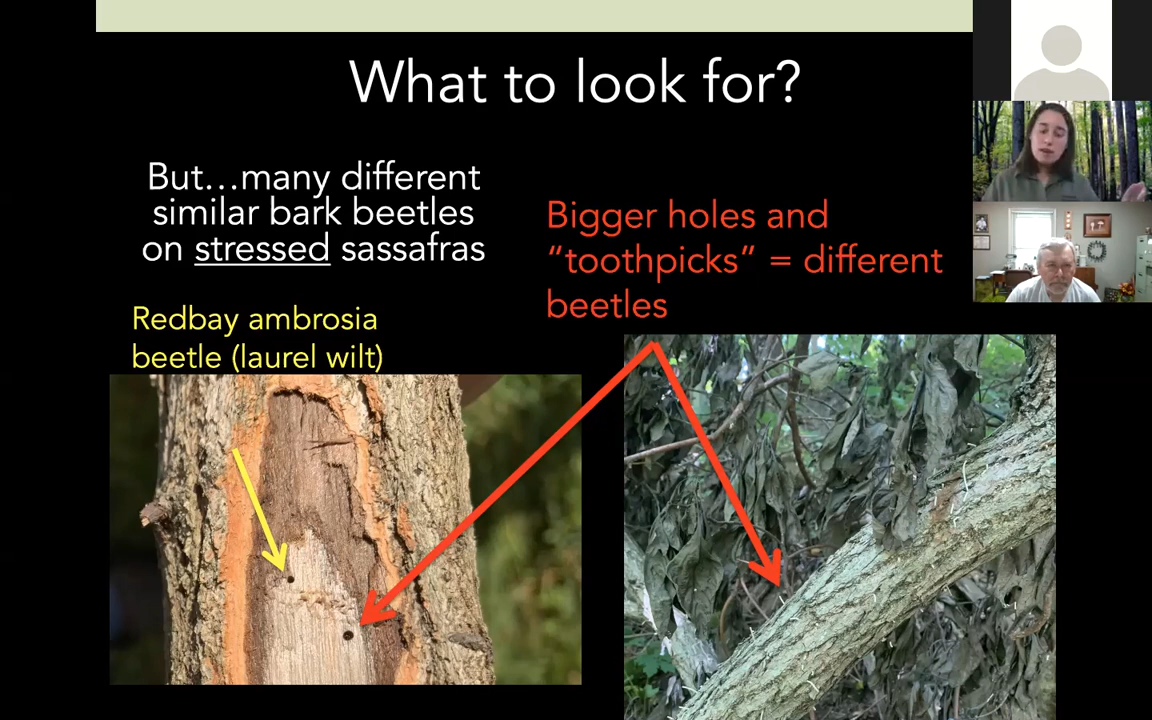 What to look for?
But...many different
similar bark beetles
on stressed sassafras
Bigger holes and
“toothpicks” = different
beetles
Redbay ambrosia
beetle (laurel wilt)